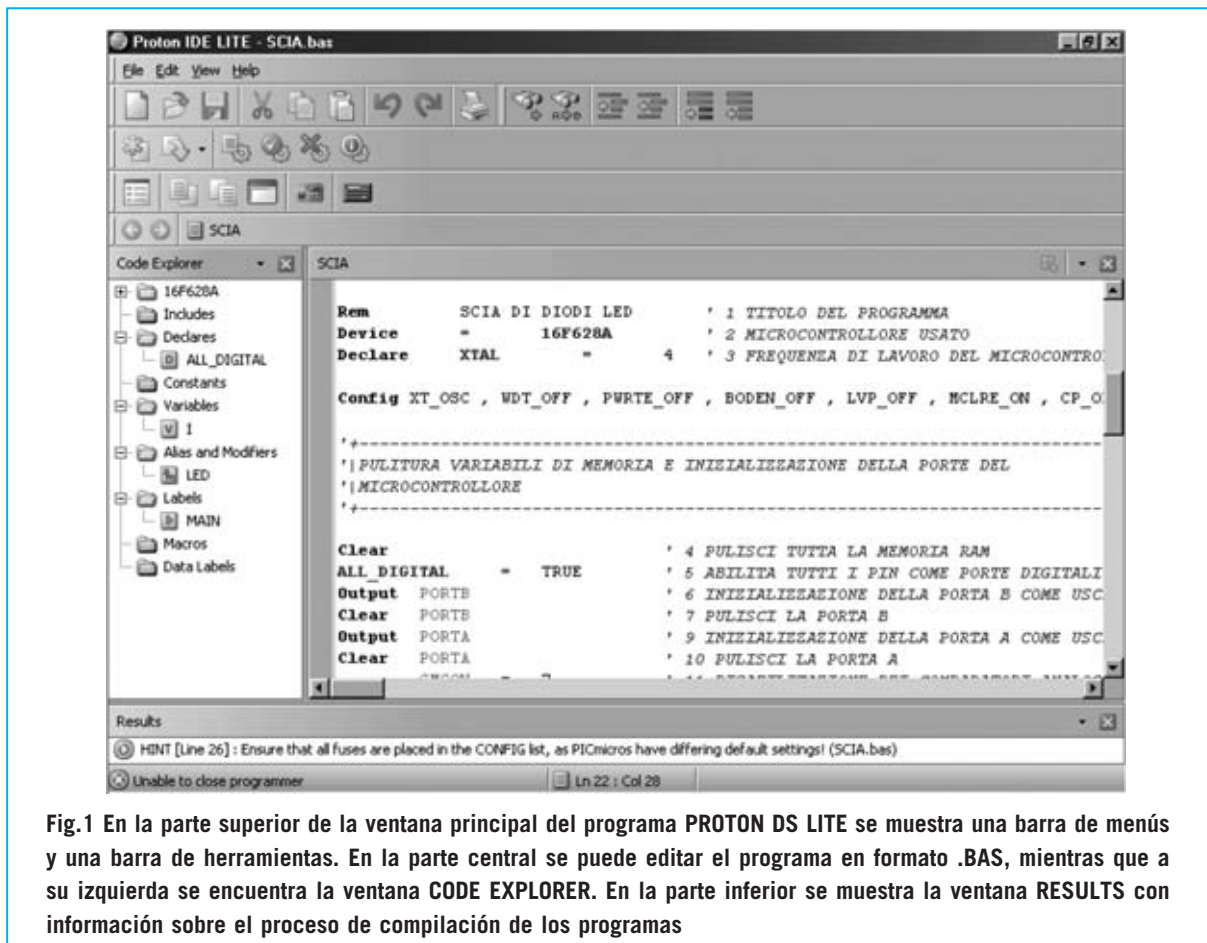 Proton IDE LITE - SCIA.bas
File Edit View Help
SCIA
Code Explorer
SCIA
16F628A
Includes
Declares
ALL_DIGITAL
Constants
Variables
I
Alias and Modifiers
LED
Labels
MAIN
Macros
Data Labels
Rem SCIA DI DIODI LED ' 1 TITOLO DEL PROGRAMMA
Device = 16F628A ' 2 MICROCONTROLLORE USATO
Declare XTAL = 4 ' 3 FREQUENZA DI LAVORO DEL MICROCONTRO
Config XT_OSC , WDT_OFF , PWRTE_OFF , BODEN_OFF , LVP_OFF , MCLRE_ON , CP_O
'+----------------------------------------------------------------------
'|PULITURA VARIABILI DI MEMORIA E INIZIALIZZAZIONE DELLA PORTE DEL
'|MICROCONTROLLORE
'+----------------------------------------------------------------------
Clear ' 4 PULISCI TUTTA LA MEMORIA RAM
ALL_DIGITAL = TRUE ' 5 ABILITA TUTTI I PIN COME PORTE DIGITALI
Output PORTB ' 6 INIZIALIZZAZIONE DELLA PORTA B COME USC
Clear PORTB ' 7 PULISCI LA PORTA B
Output PORTA ' 9 INIZIALIZZAZIONE DELLA PORTA A COME USC
Clear PORTA ' 10 PULISCI LA PORTA A
Results
HINT [Line 26] : Ensure that all fuses are placed in the CONFIG list, as PICmicros have differing default settings! (SCIA.bas)
Unable to close programmer
Ln 22 : Col 28
Fig.1 En la parte superior de la ventana principal del programa PROTON DS LITE se muestra una barra de menús
y una barra de herramientas. En la parte central se puede editar el programa en formato .BAS, mientras que a
su izquierda se encuentra la ventana CODE EXPLORER. En la parte inferior se muestra la ventana RESULTS con
información sobre el proceso de compilación de los programas